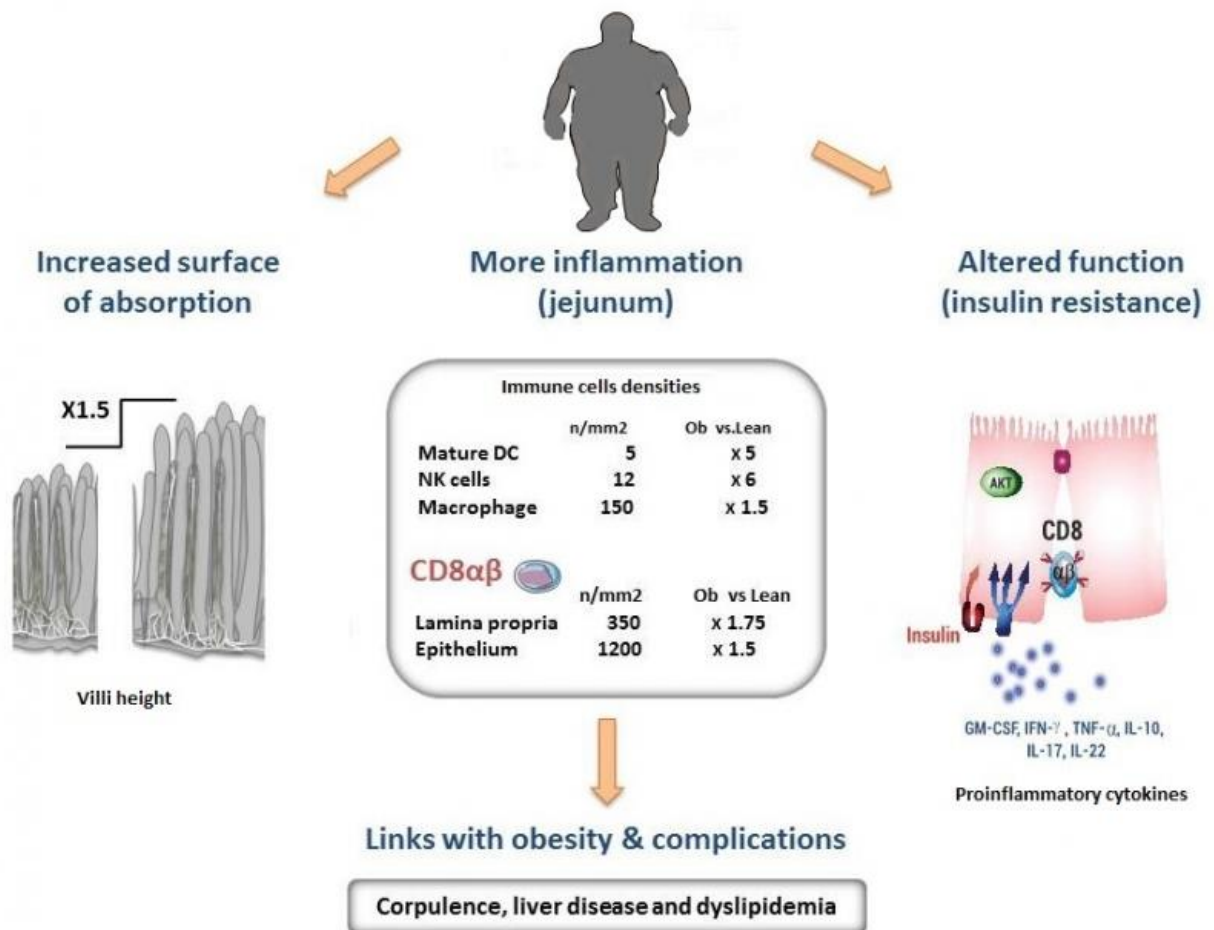 Increased surface
of absorption
More inflammation
(jejunum)
Altered function
(insulin resistance)
X1.5
Villi height
Immune cells densities
n/mm2 Ob vs.Lean
Mature DC 5 x 5
NK cells 12 x 6
Macrophage 150 x 1.5
CD8αβ
n/mm2 Ob vs Lean
Lamina propria 350 x 1.75
Epithelium 1200 x 1.5
AKT
CD8
αβ
Insulin
GM-CSF, IFN-γ , TNF-α, IL-10,
IL-17, IL-22
Proinflammatory cytokines
Links with obesity & complications
Corpulence, liver disease and dyslipidemia